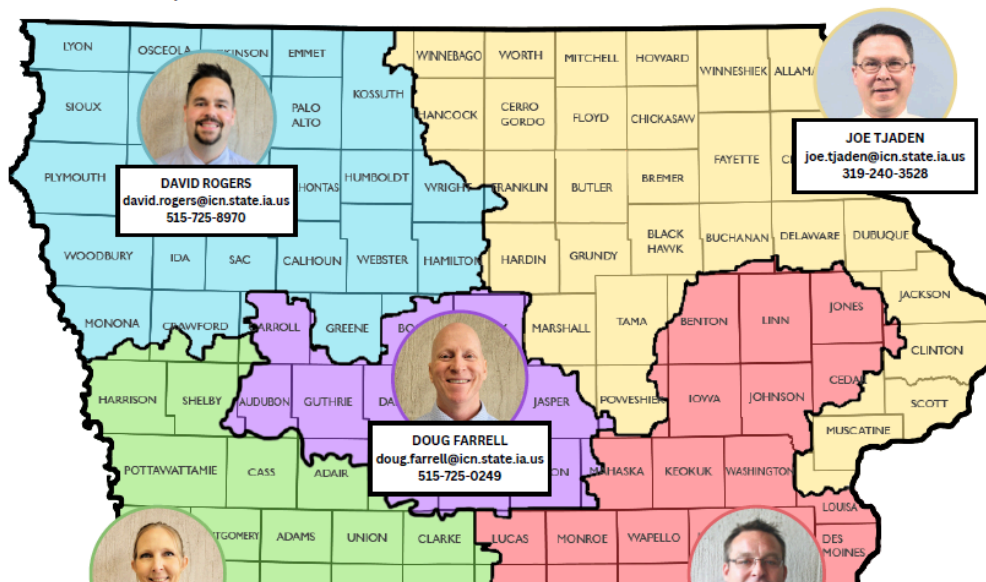 LYON
OSCEOLA
EMMET
WINNEBAGO
WORTH
MITCHELL
HOWARD
WINNESHIEK
KOSSUTH
SIOUX
PALO
ALTO
HANCOCK
CERRO
GORDO
FLOYD
CHICKASAW
JOE TJADEN
joe.tjaden@icn.state.ia.us
319-240-3528
FAYETTE
PLYMOUTH
DAVID ROGERS
david.rogers@icn.state.ia.us
515-725-8970
HUMBOLDT
WRIGHT
FRANKLIN
BUTLER
BREMER
WOODBURY
IDA
SAC
CALHOUN
WEBSTER
HAMILTON
HARDIN
GRUNDY
BLACK
HAWK
BUCHANAN
DELAWARE
DUBUQUE
JACKSON
MONONA
CRAWFORD
CARROLL
GREENE
MARSHALL
TAMA
BENTON
LINN
JONES
CLINTON
HARRISON
SHELBY
AUDUBON
GUTHRIE
JASPER
POWESHIEK
IOWA
JOHNSON
CEDAR
SCOTT
MUSCATINE
DOUG FARRELL
doug.farrell@icn.state.ia.us
515-725-0249
POTTAWATTAMIE
CASS
ADAIR
MAHASKA
KEOKUK
WASHINGTON
LOUISA
ADAMS
UNION
CLARKE
LUCAS
MONROE
WAPELLO
DES
MOINES